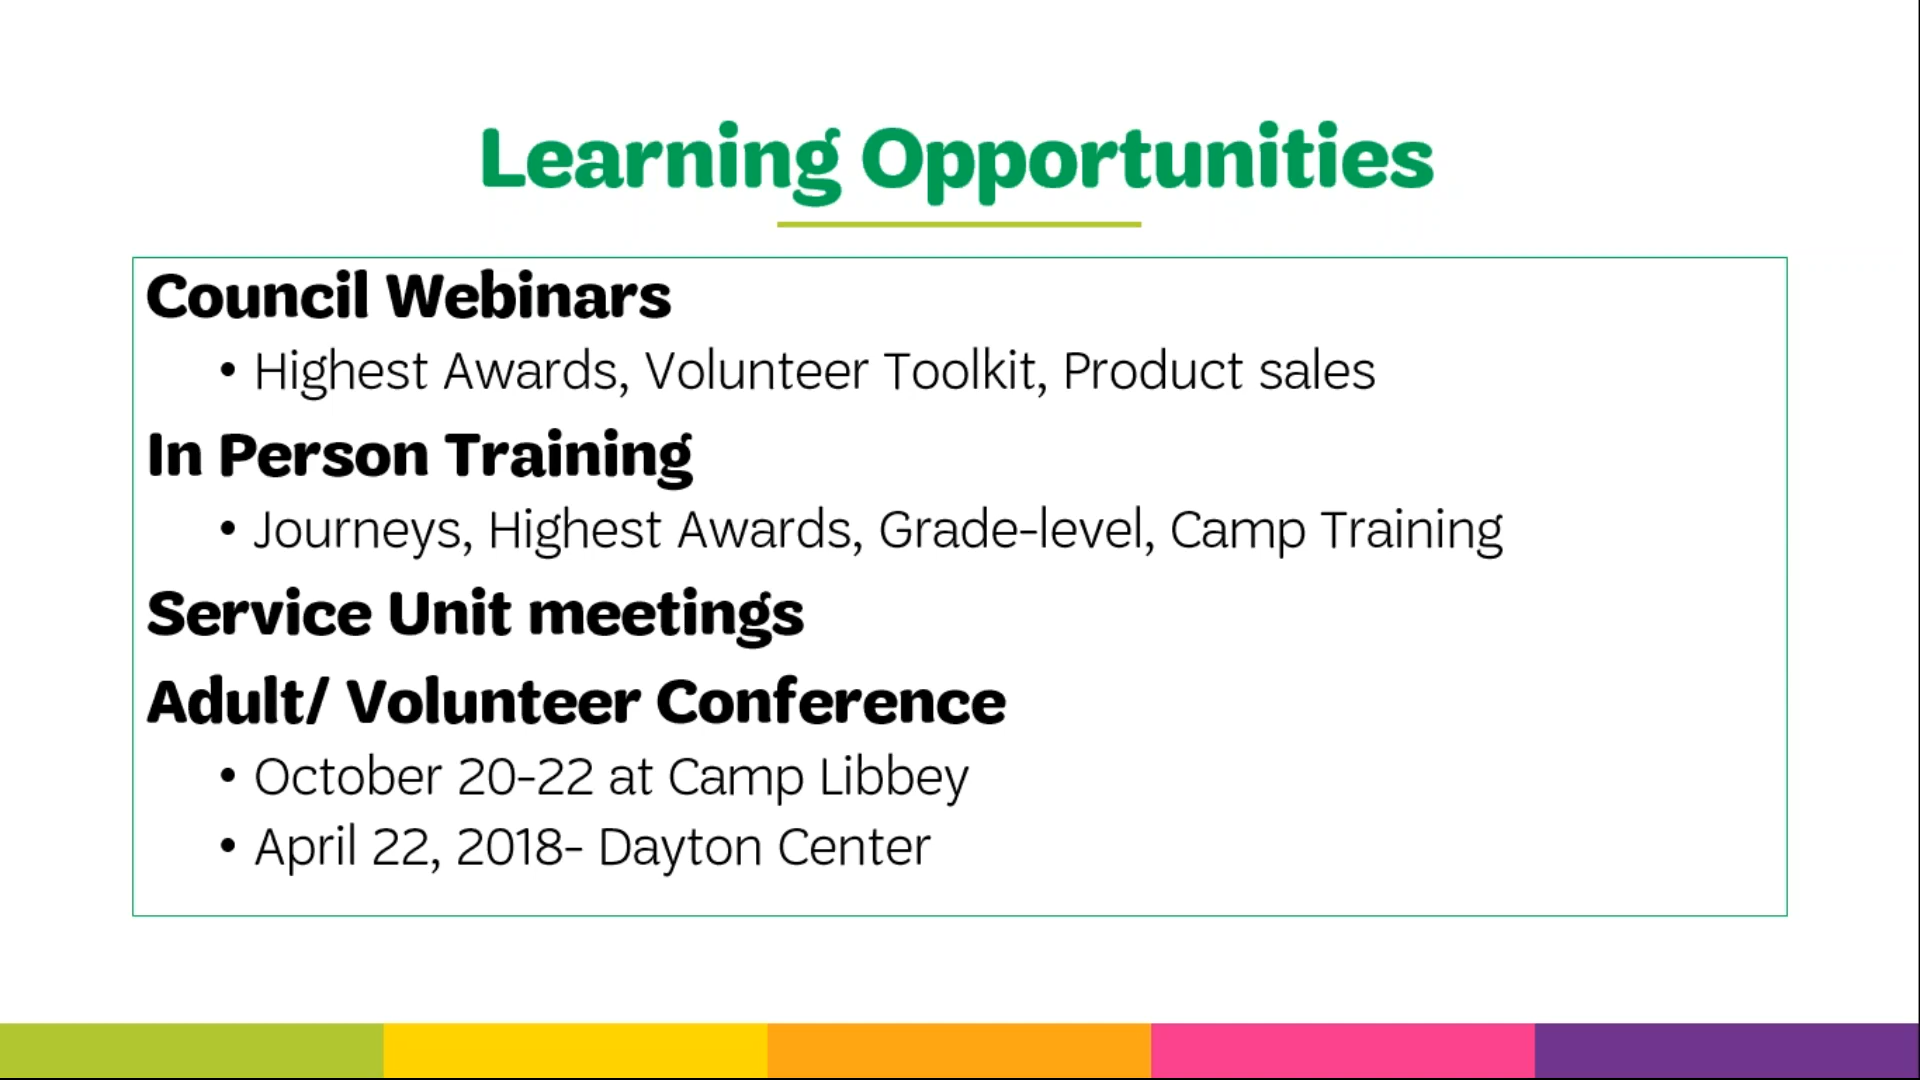 Learning Opportunities
Council Webinars
• Highest Awards, Volunteer Toolkit, Product sales
In Person Training
• Journeys, Highest Awards, Grade-level, Camp Training
Service Unit meetings
Adult/ Volunteer Conference
• October 20-22 at Camp Libbey
• April 22, 2018- Dayton Center